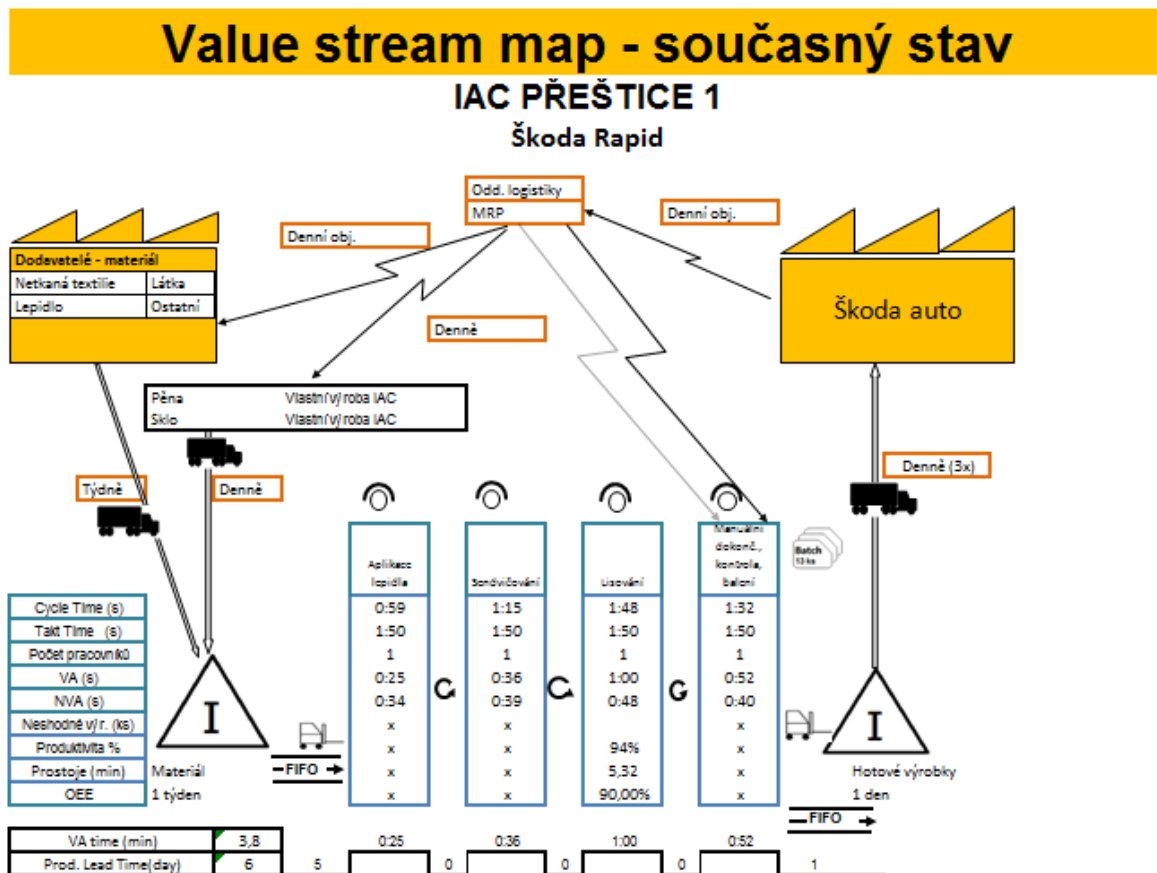 Value stream map - současný stav
IAC PŘEŠTICE 1
Škoda Rapid
Odd. logistiky
MRP
Denní obj.
Denní obj.
Dodavatelé - materiál
Netkaná textilie Látka
Lepidlo Ostatní
Škoda auto
Denně
Pěna Vlastní výroba IAC
Sklo Vlastní výroba IAC
Týdně
Denně
Denně (3x)
Aplikace lepidla
Sendvičování
Lisování
Manuální dokonč., kontrola, balení
Batch
13 ks
Cycle Time (s) 0:59 1:15 1:48 1:32
Takt Time (s) 1:50 1:50 1:50 1:50
Počet pracovníků 1 1 1 1
VA (s) 0:25 0:36 1:00 0:52
NVA (s) 0:34 0:39 0:48 0:40
Neshodné výr. (ks) x x x
Produktivita % x x 94% x
Prostoje (min) x x 5,32 x
OEE x x 90,00% x
I
Materiál
1 týden
FIFO
I
Hotové výrobky
1 den
FIFO
VA time (min) 3,8 0:25 0:36 1:00 0:52
Prod. Lead Time(day) 6 5 0 0 0 1